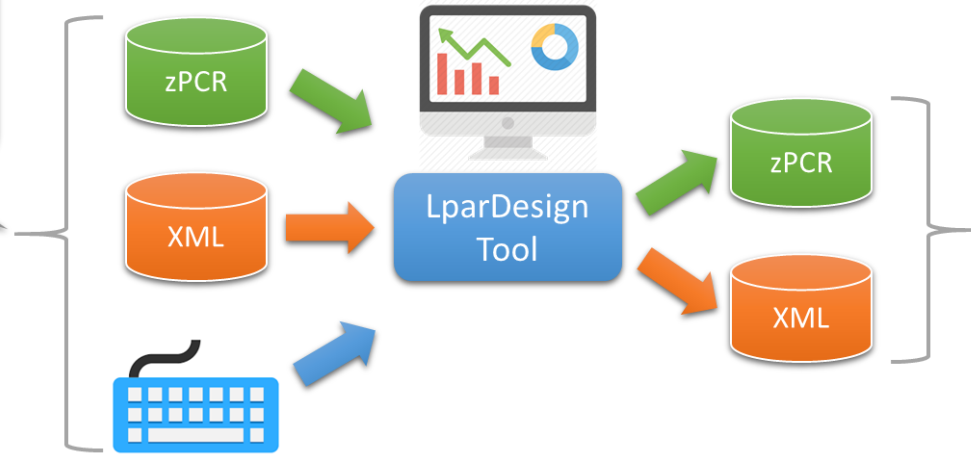 zPCR
XML
LparDesign
Tool
zPCR
XML